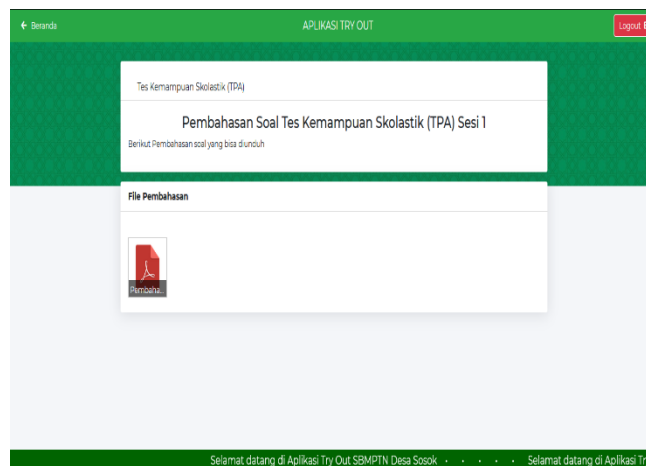 Beranda
APLIKASI TRY OUT
Logout
Tes Kemampuan Skolastik (TPA)
Pembahasan Soal Tes Kemampuan Skolastik (TPA) Sesi 1
Berikut Pembahasan soal yang bisa diunduh
File Pembahasan
Pembaha...
Selamat datang di Aplikasi Try Out SBMPTN Desa Sosok · · · · · Selamat datang di Aplikasi Tr